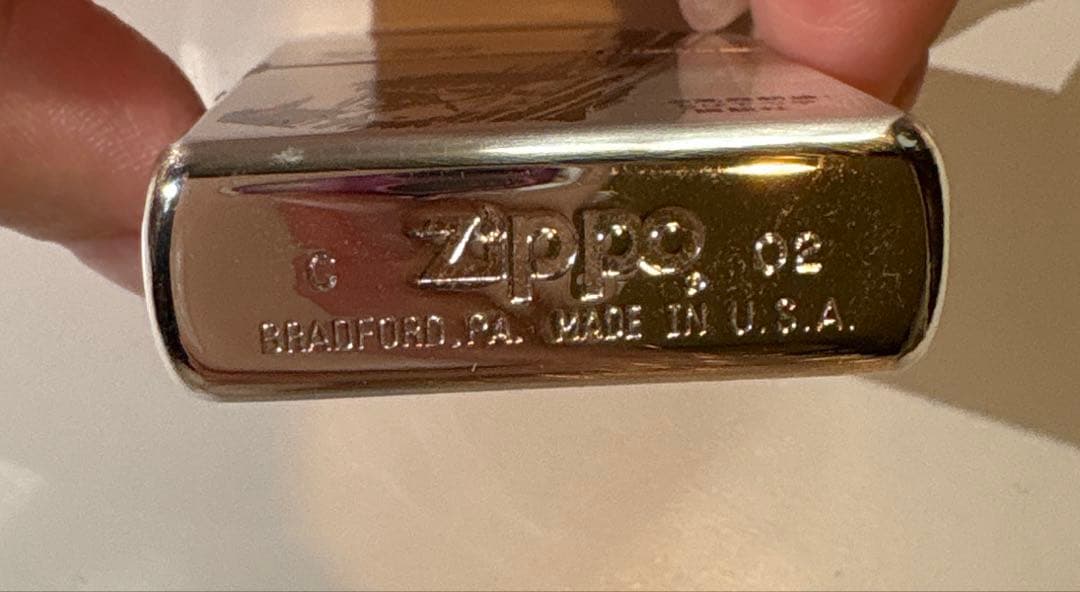 C Zippo 02
BRADFORD,PA. MADE IN U.S.A.